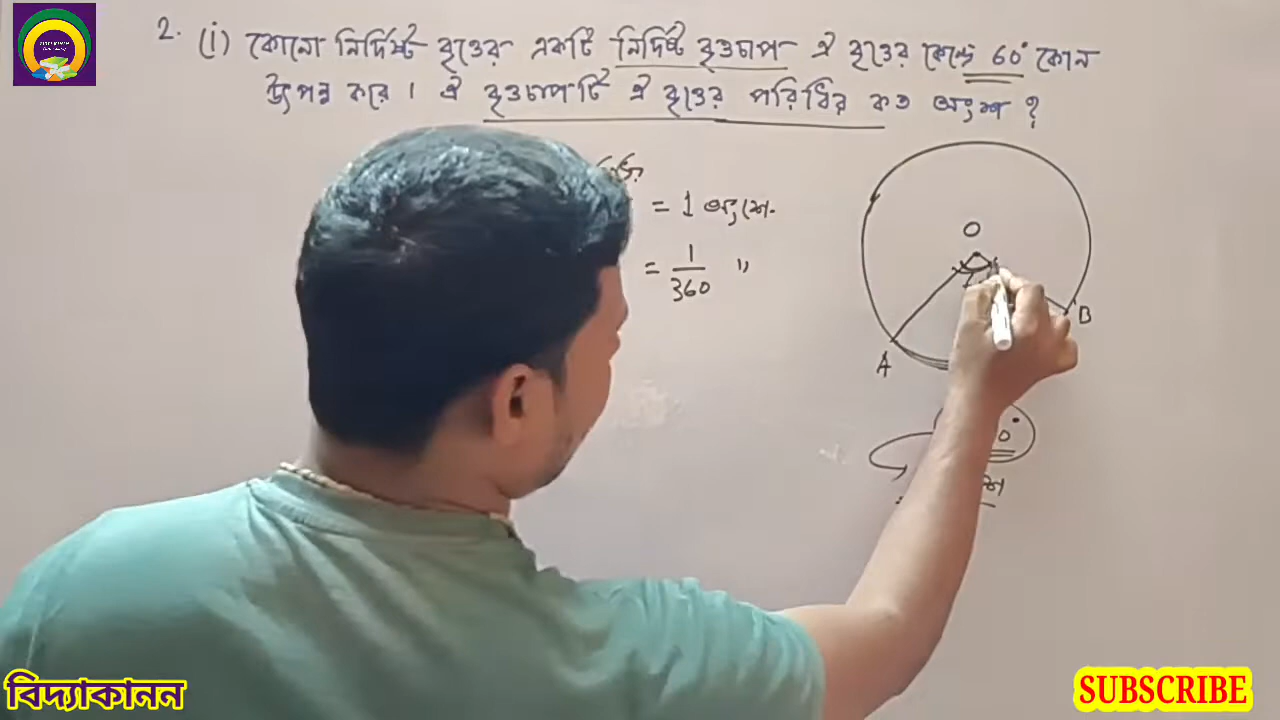 2. (i) কোনো নির্দিষ্ট বৃত্তের একটি নির্দিষ্ট বৃত্তচাপ ঐ বৃত্তের কেন্দ্রে 60° কোন
উৎপন্ন করে। ঐ বৃত্তচাপটি ঐ বৃত্তের পরিধির কত অংশ ?
= 1 অংশে.
= 1/360 "
O
A
B
বিদ্যাকানন
SUBSCRIBE